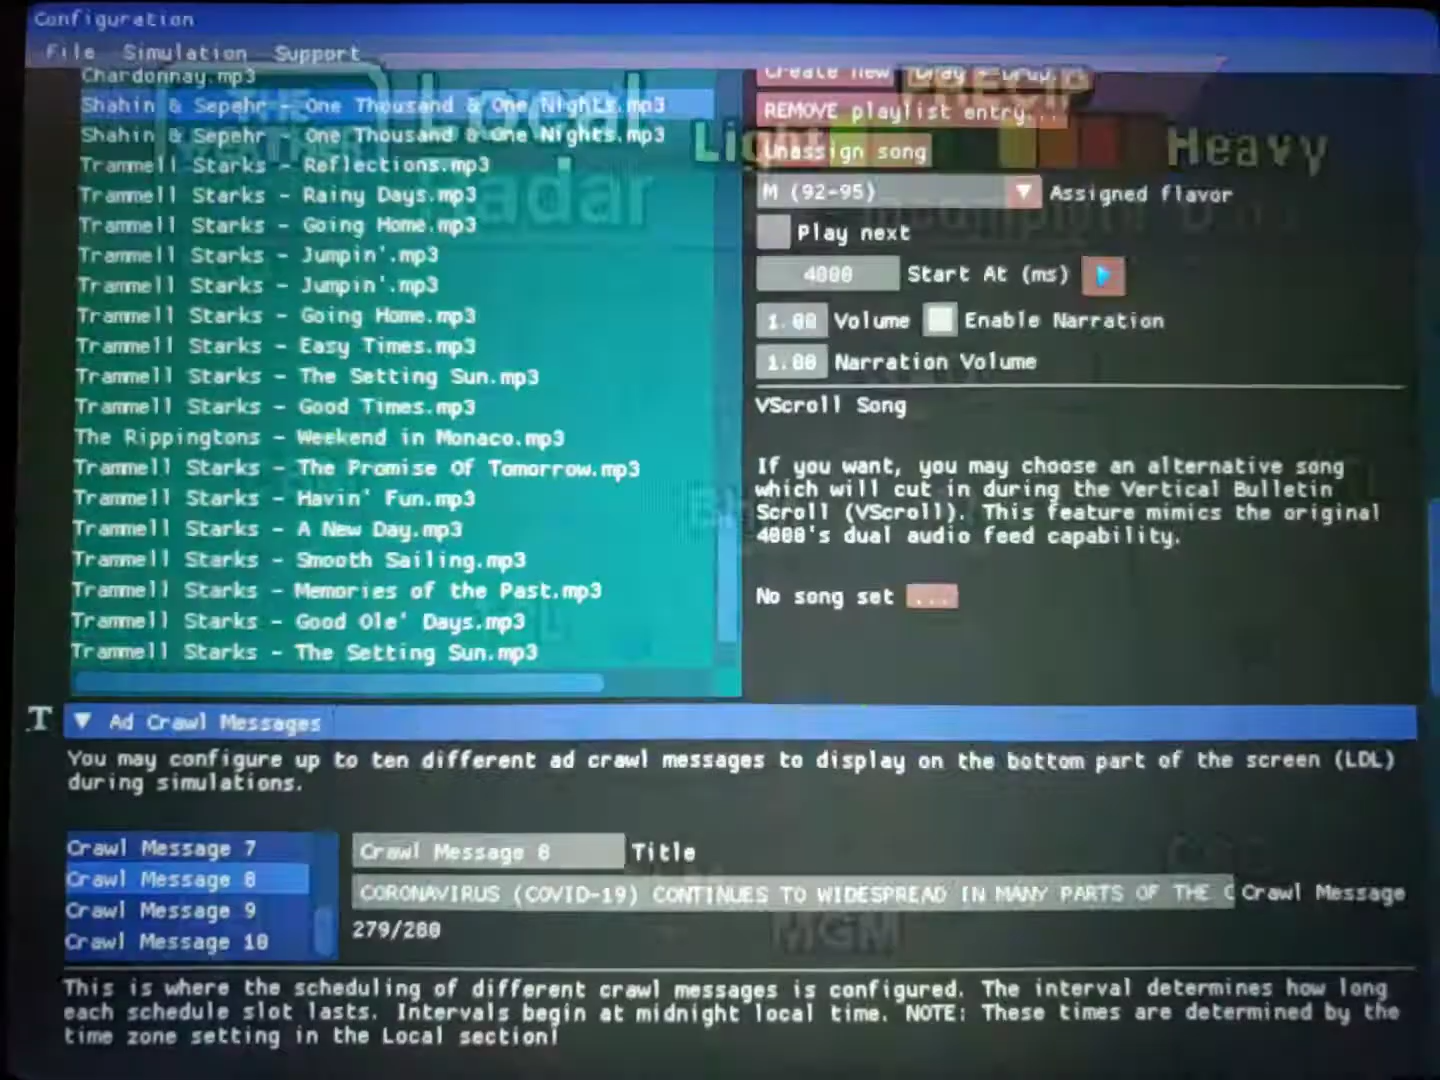 Configuration
File Simulation Support
Chardonnay.mp3
Shahin & Sepehr - One Thousand & One Nights.mp3
Shahin & Sepehr - One Thousand & One Nights.mp3
Trammell Starks - Reflections.mp3
Trammell Starks - Rainy Days.mp3
Trammell Starks - Going Home.mp3
Trammell Starks - Jumpin'.mp3
Trammell Starks - Jumpin'.mp3
Trammell Starks - Going Home.mp3
Trammell Starks - Easy Times.mp3
Trammell Starks - The Setting Sun.mp3
Trammell Starks - Good Times.mp3
The Rippingtons - Weekend in Monaco.mp3
Trammell Starks - The Promise Of Tomorrow.mp3
Trammell Starks - Havin' Fun.mp3
Trammell Starks - A New Day.mp3
Trammell Starks - Smooth Sailing.mp3
Trammell Starks - Memories of the Past.mp3
Trammell Starks - Good Ole' Days.mp3
Trammell Starks - The Setting Sun.mp3
Local
Radar
PRECIP
Light Heavy
Create new
REMOVE playlist entry...
Unassign song
M (92-95) Assigned flavor
Play next
4000 Start At (ms)
1.00 Volume Enable Narration
1.00 Narration Volume
VScroll Song
If you want, you may choose an alternative song
which will cut in during the Vertical Bulletin
Scroll (VScroll). This feature mimics the original
4000's dual audio feed capability.
No song set ...
T Ad Crawl Messages
You may configure up to ten different ad crawl messages to display on the bottom part of the screen (LDL)
during simulations.
Crawl Message 7
Crawl Message 8
Crawl Message 9
Crawl Message 10
Crawl Message 8 Title
CORONAVIRUS (COVID-19) CONTINUES TO WIDESPREAD IN MANY PARTS OF THE C Crawl Message
279/280
MGM
This is where the scheduling of different crawl messages is configured. The interval determines how long
each schedule slot lasts. Intervals begin at midnight local time. NOTE: These times are determined by the
time zone setting in the Local section!